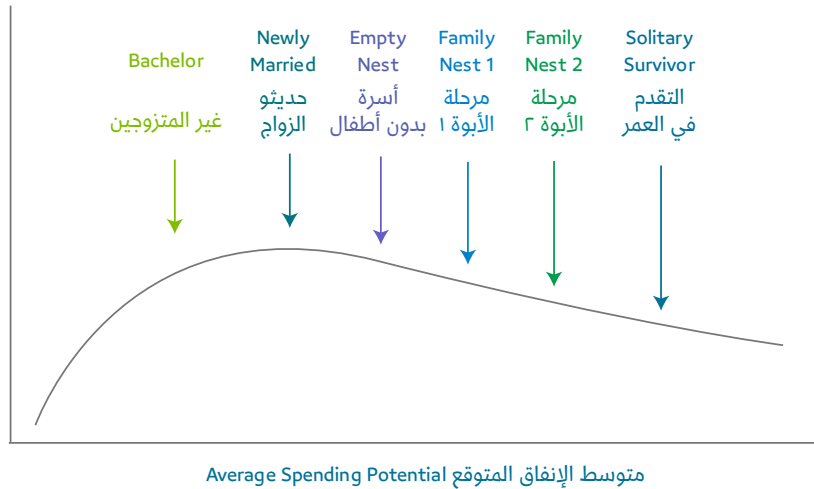 Bachelor
غير المتزوجين
Newly
Married
حديثو
الزواج
Empty
Nest
أسرة
بدون أطفال
Family
Nest 1
مرحلة
الأبوة ١
Family
Nest 2
مرحلة
الأبوة ٢
Solitary
Survivor
التقدم
في العمر
Average Spending Potential متوسط الإنفاق المتوقع